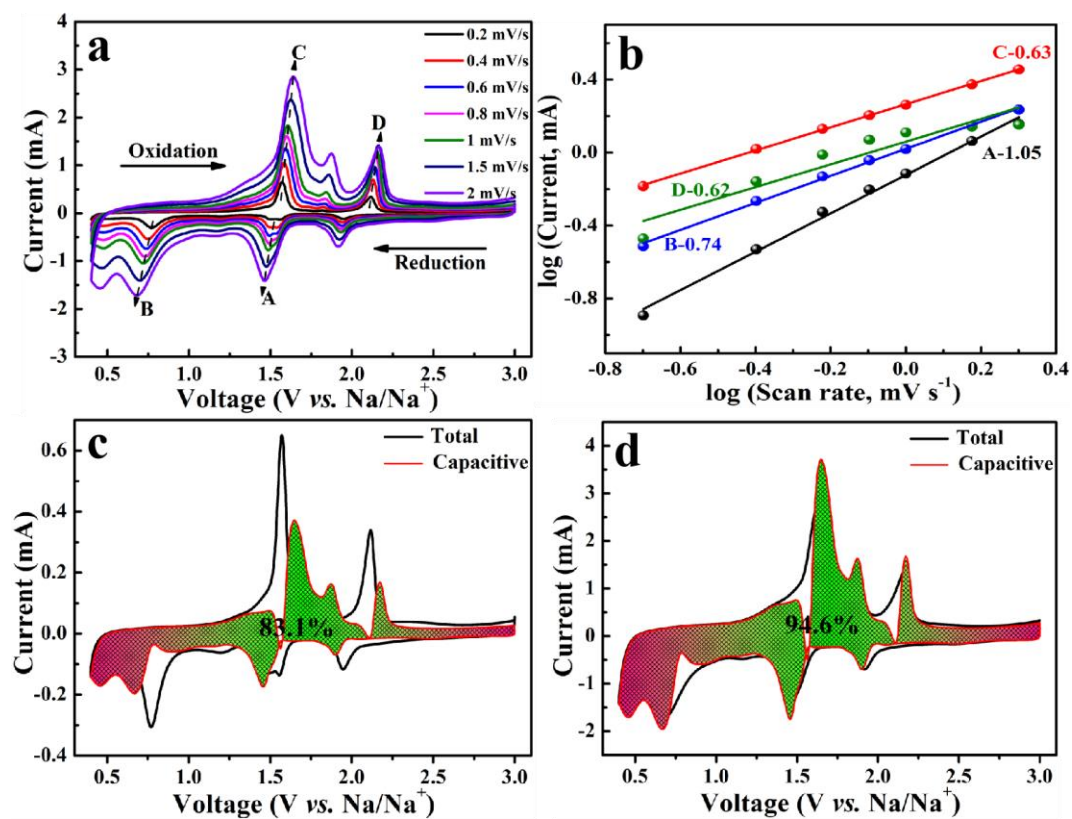 a
4
3
2
1
0
-1
-2
-3
Current (mA)
0.5 1.0 1.5 2.0 2.5 3.0
Voltage (V vs. Na/Na⁺)
0.2 mV/s
0.4 mV/s
0.6 mV/s
0.8 mV/s
1 mV/s
1.5 mV/s
2 mV/s
Oxidation
Reduction
C
D
B
A
b
0.4
0.0
-0.4
-0.8
log (Current, mA)
-0.8 -0.4 0.0 0.4
log (Scan rate, mV s⁻¹)
C-0.63
A-1.05
D-0.62
B-0.74
c
0.6
0.4
0.2
0.0
-0.2
-0.4
Current (mA)
0.5 1.0 1.5 2.0 2.5 3.0
Voltage (V vs. Na/Na⁺)
Total
Capacitive
83.1%
d
4
3
2
1
0
-1
-2
Current (mA)
0.5 1.0 1.5 2.0 2.5 3.0
Voltage (V vs. Na/Na⁺)
Total
Capacitive
94.6%